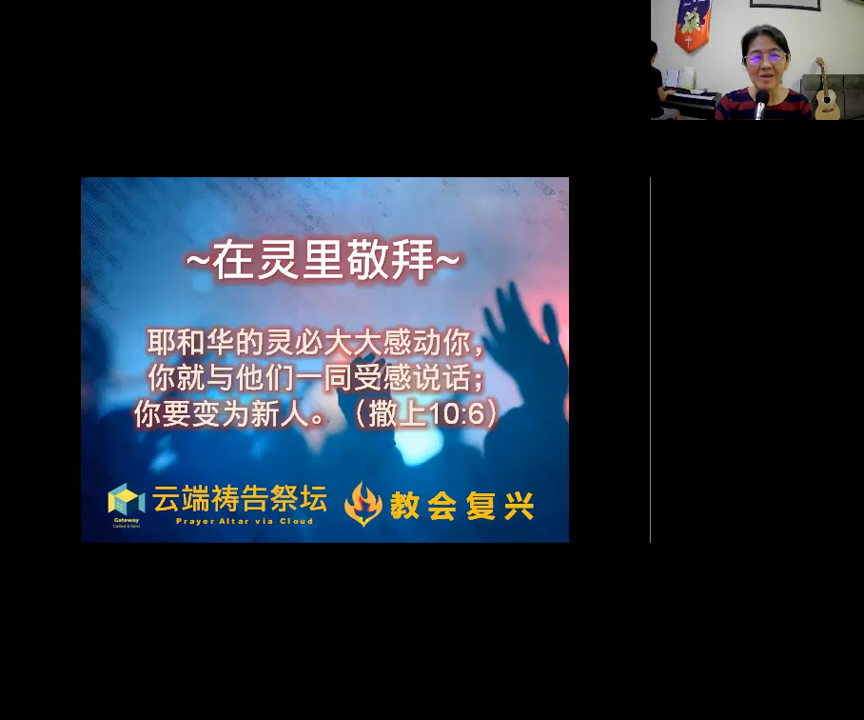 ~在灵里敬拜~
耶和华的灵必大大感动你，
你就与他们一同受感说话；
你要变为新人。（撒上10:6）
云端祷告祭坛
Prayer Altar via Cloud
Gateway
Called & Sent
教会复兴